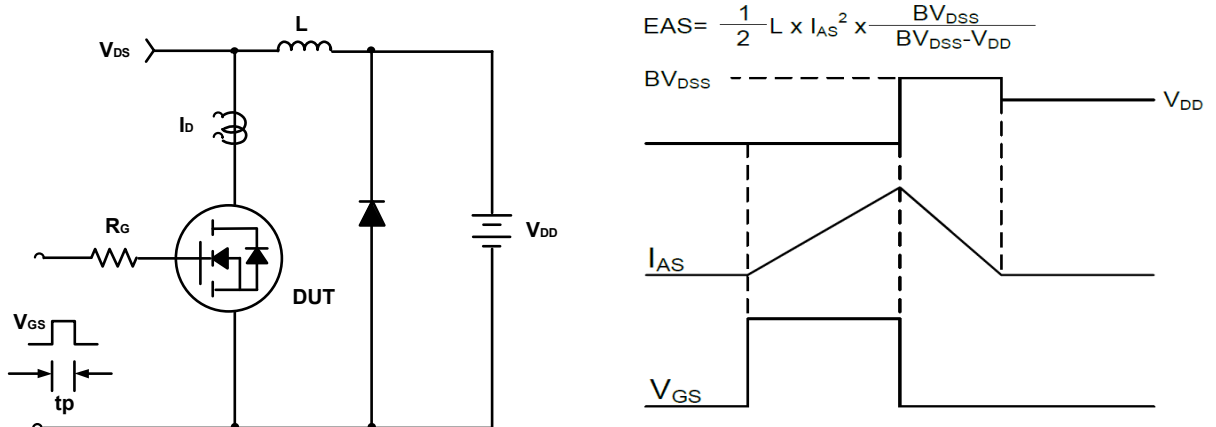 L
VDS
ID
RG
VDD
DUT
VGS
tp
EAS= 1/2 L x IAS² x BVDSS/BVDSS-VDD
BVDSS
VDD
IAS
VGS